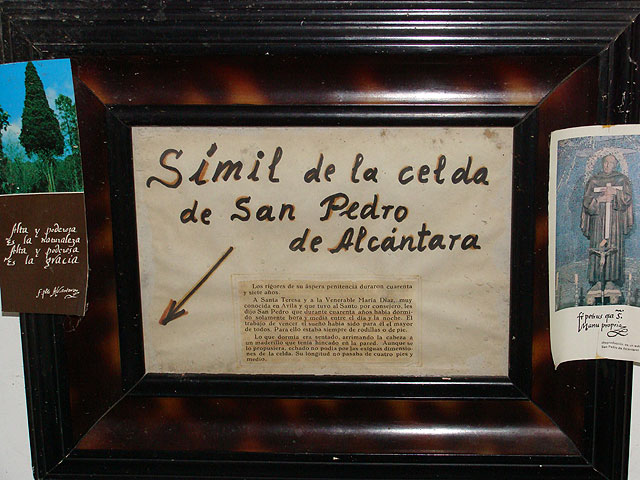 Símil de la celda
de San Pedro
de Alcántara
Los rigores de su áspera penitencia duraron cuarenta
y siete años.
A Santa Teresa y a la Venerable María Díaz, muy
conocida en Avila y que tuvo al Santo por consejero, les
dijo San Pedro que durante cuarenta años había dormi-
do solamente hora y media entre el día y la noche. El
trabajo de vencer el sueño había sido para él el mayor
de todos. Para ello estaba siempre de rodillas o de pie.
Lo que dormía era sentado, arrimando la cabeza a
un maderillo que tenía hincado en la pared. Aunque se
lo propusiera, echado no podía por las exiguas dimensio-
nes de la celda. Su longitud no pasaba de cuatro pies y
medio.
Alta y poderosa
Es la naturaleza
Alta y poderosa
Es la gracia
Manu propria
San Pedro de Alcántara